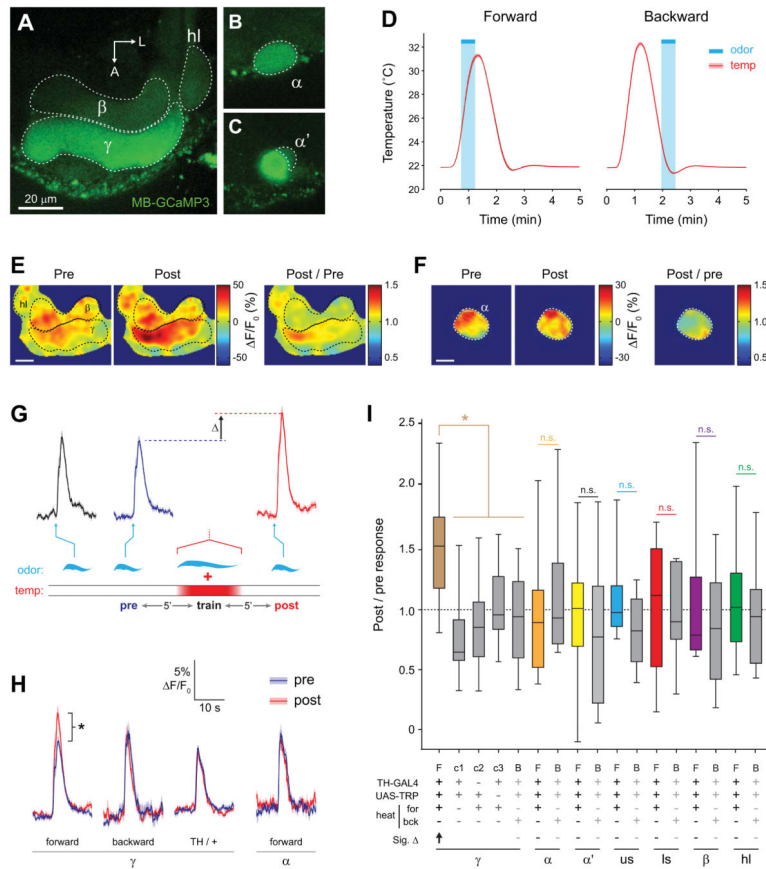 A
L
A
hl
β
γ
20 µm
MB-GCaMP3
B
α
C
α'
D
Forward
Backward
odor
temp
Temperature (˚C)
32
30
28
26
24
22
20
0 1 2 3 4 5
0 1 2 3 4 5
Time (min)
Time (min)
E
Pre
Post
Post / Pre
hl
β
γ
50
0
-50
ΔF/F₀ (%)
1.5
1.0
0.5
F
Pre
Post
Post / pre
α
30
0
-30
ΔF/F₀ (%)
1.5
1.0
0.5
G
Δ
odor:
+
temp:
pre 5' train 5' post
H
5%
ΔF/F₀
10 s
pre
post
*
forward backward TH / + forward
γ α
I
Post / pre response
2.5
2.0
1.5
1.0
0.5
0
*
n.s.
n.s.
n.s.
n.s.
n.s.
n.s.
F c1 c2 c3 B F B F B F B F B F B F B
TH-GAL4
UAS-TRP
heat
for
bck
Sig. Δ
γ α α' us ls β hl